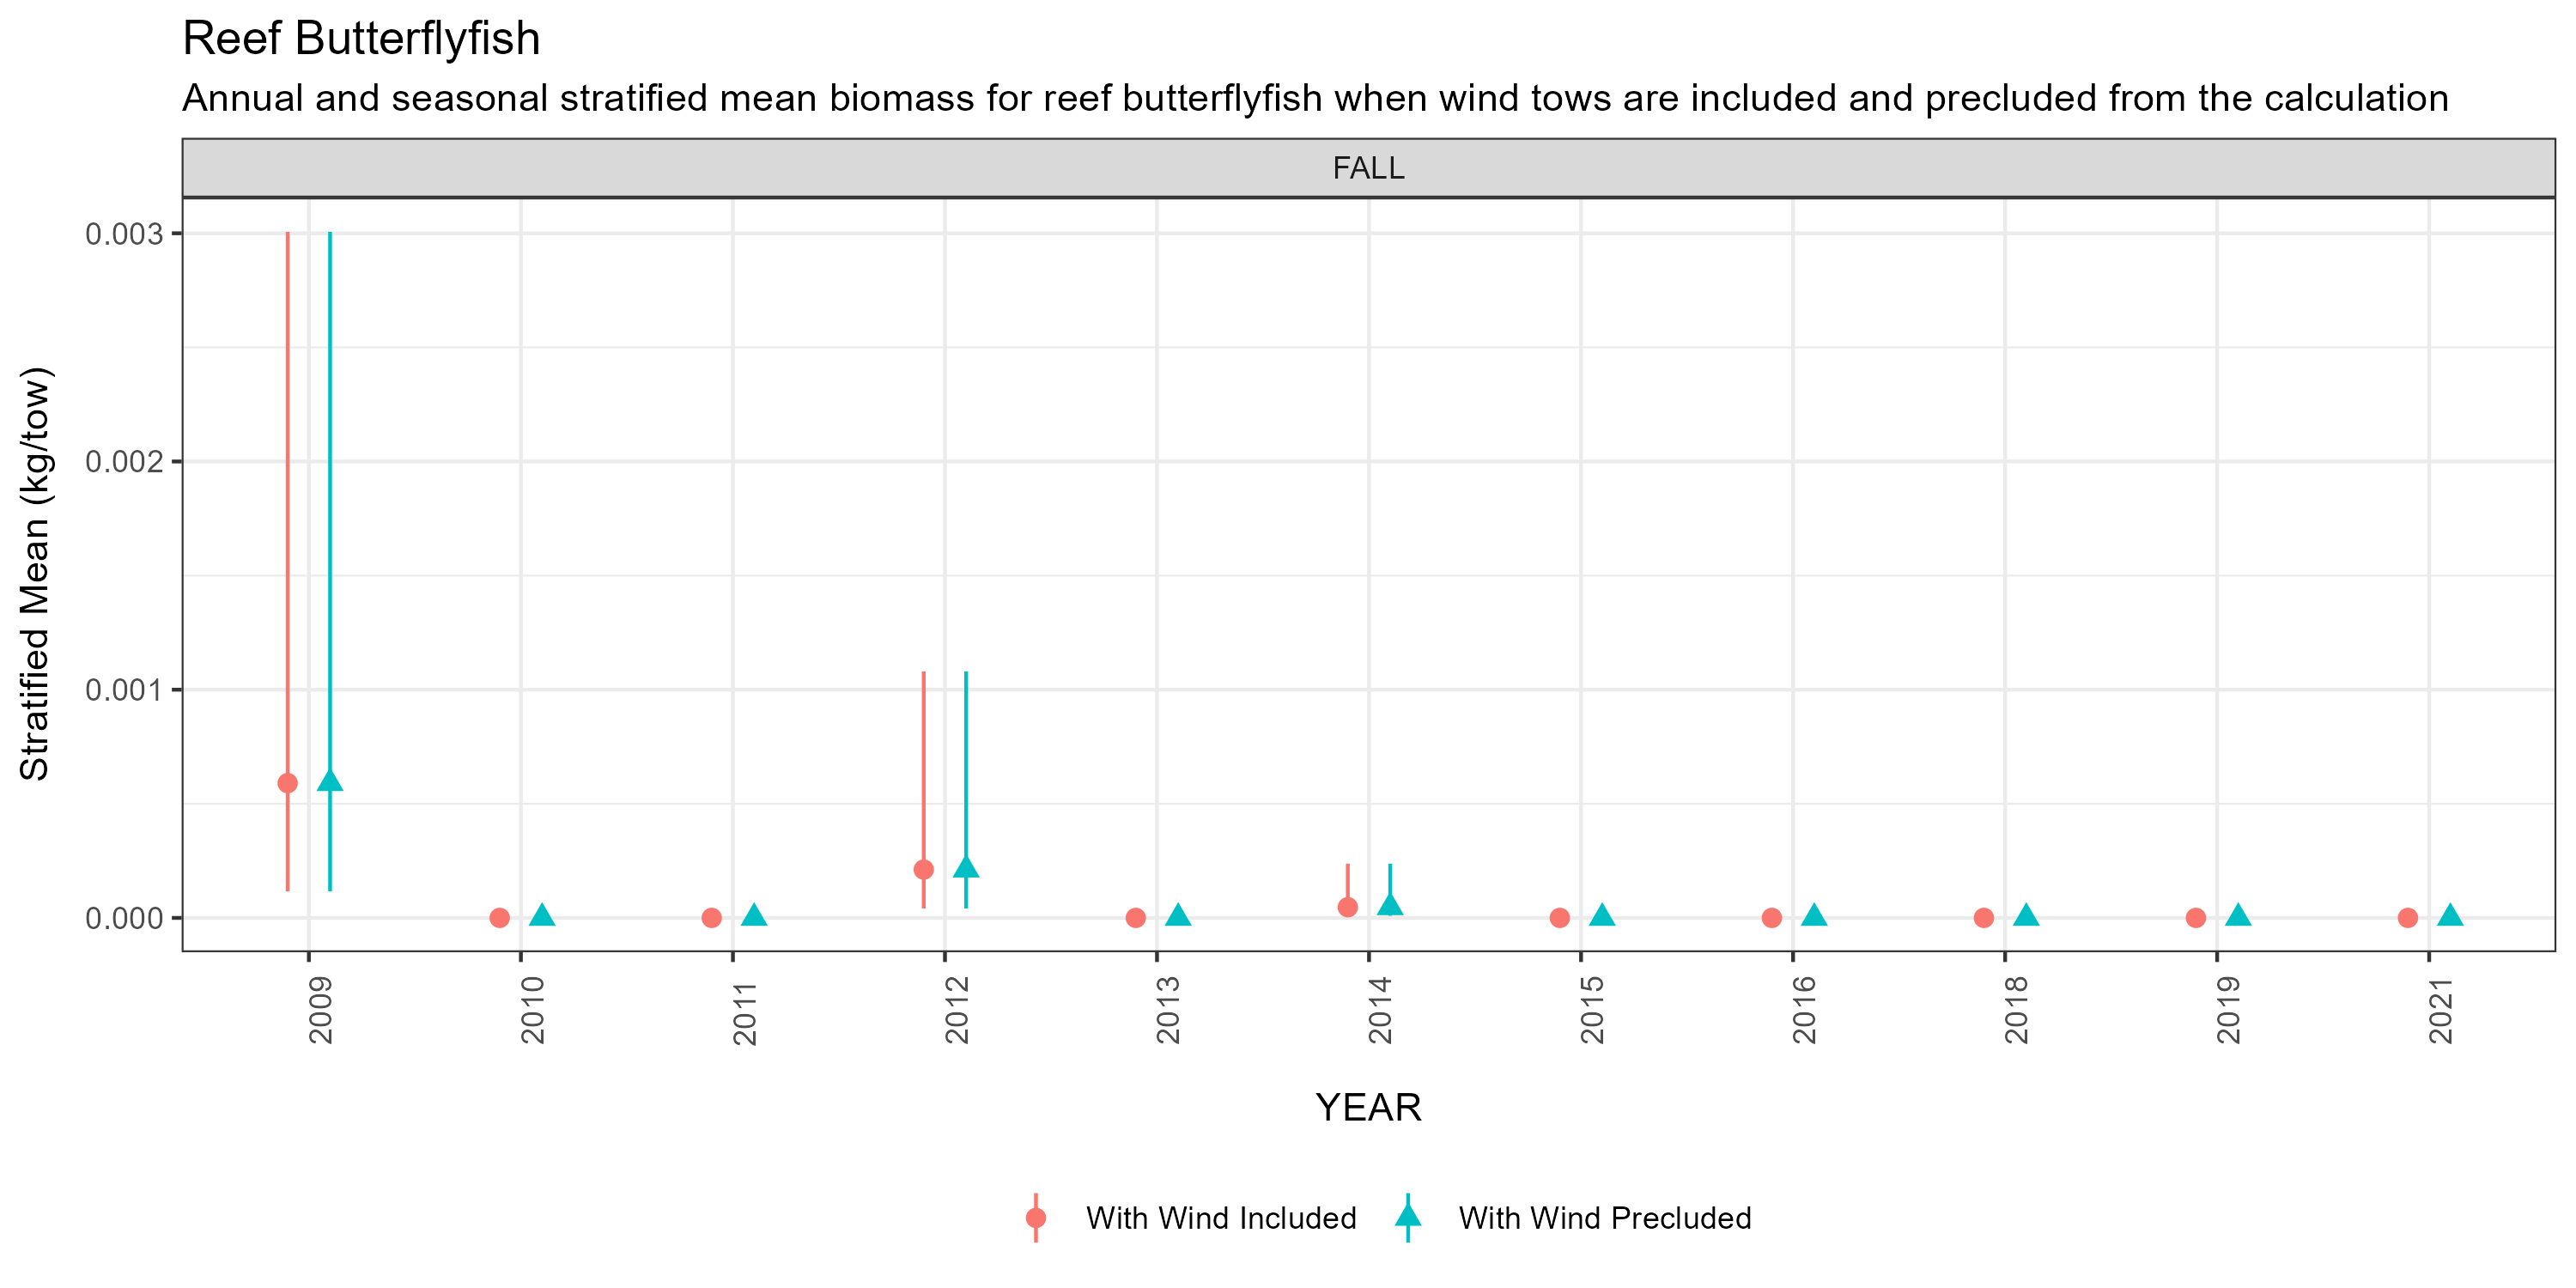 Reef Butterflyfish
Annual and seasonal stratified mean biomass for reef butterflyfish when wind tows are included and precluded from the calculation
FALL
Stratified Mean (kg/tow)
0.003
0.002
0.001
0.000
2009
2010
2011
2012
2013
2014
2015
2016
2018
2019
2021
YEAR
With Wind Included
With Wind Precluded